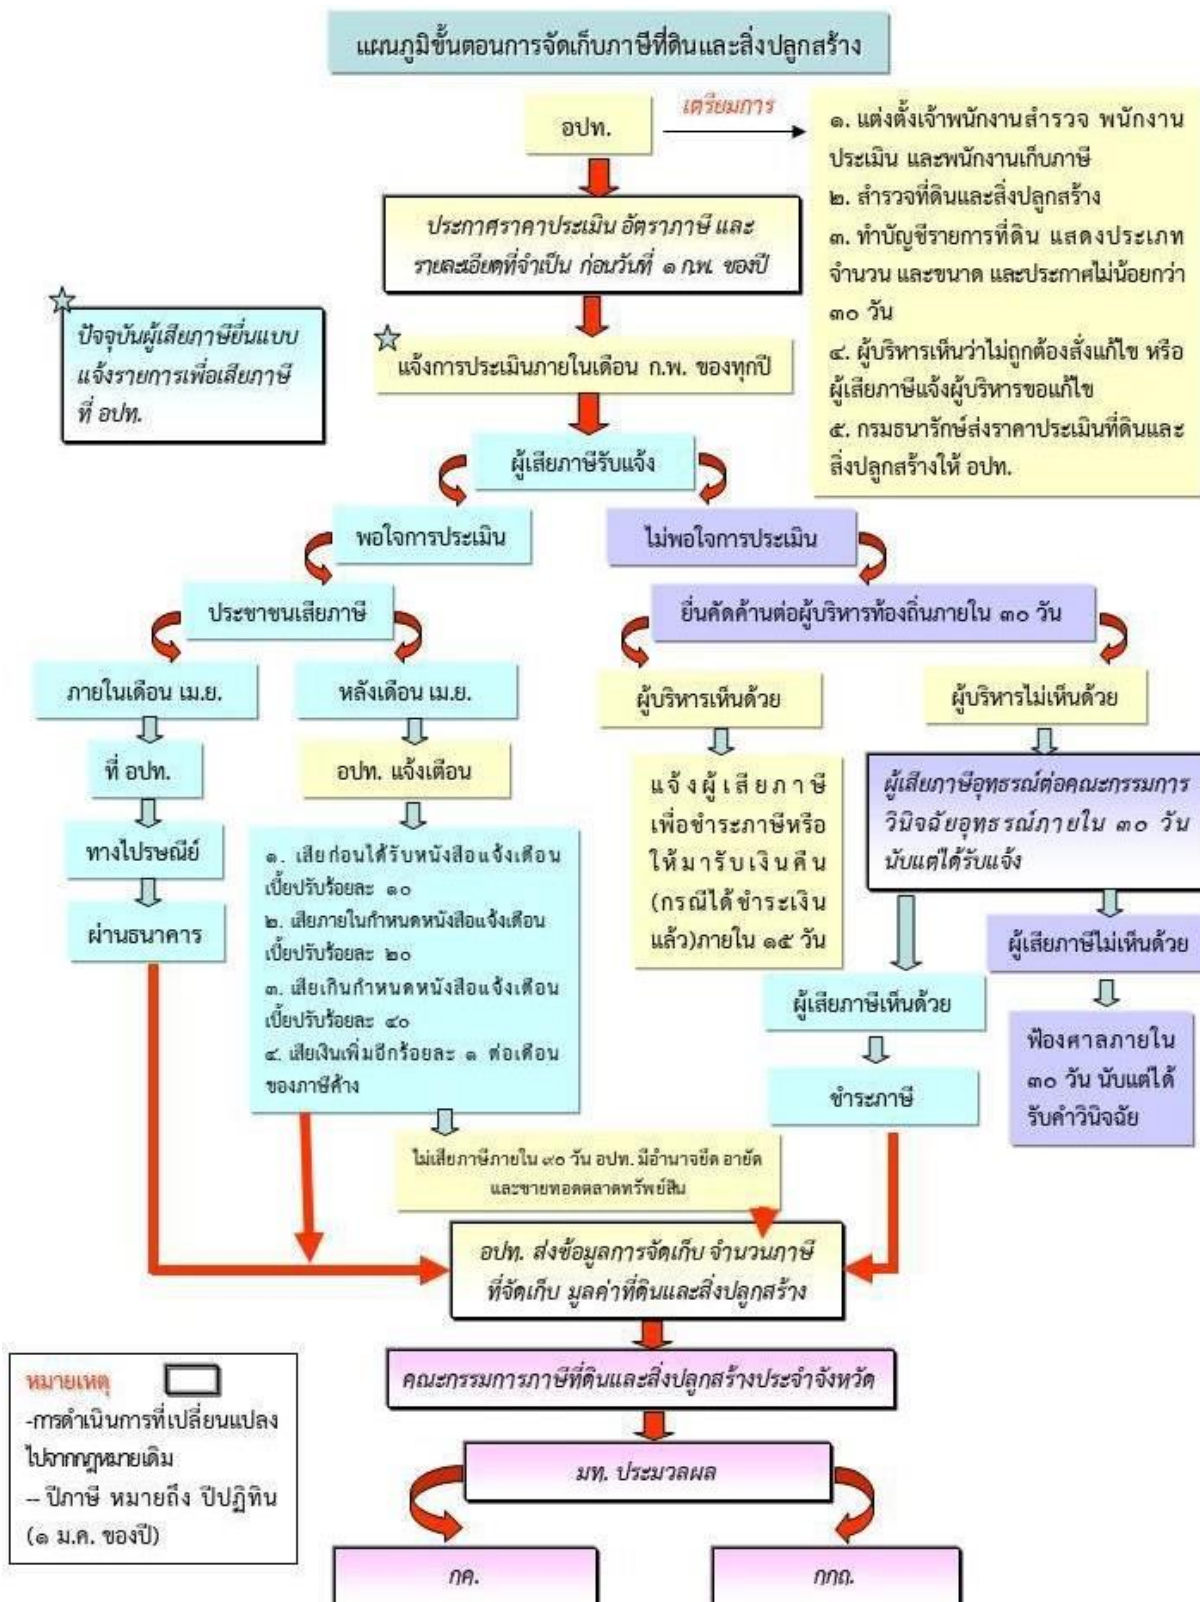 แผนภูมิขั้นตอนการจัดเก็บภาษีที่ดินและสิ่งปลูกสร้าง
อปท.
เตรียมการ
๑. แต่งตั้งเจ้าพนักงานสำรวจ พนักงาน
ประเมิน และพนักงานเก็บภาษี
๒. สำรวจที่ดินและสิ่งปลูกสร้าง
๓. ทำบัญชีรายการที่ดิน แสดงประเภท
จำนวน และขนาด และประกาศไม่น้อยกว่า
๓๐ วัน
๔. ผู้บริหารเห็นว่าไม่ถูกต้องสั่งแก้ไข หรือ
ผู้เสียภาษีแจ้งผู้บริหารขอแก้ไข
๕. กรมธนารักษ์ส่งราคาประเมินที่ดินและ
สิ่งปลูกสร้างให้ อปท.
ประกาศราคาประเมิน อัตราภาษี และ
รายละเอียดที่จำเป็น ก่อนวันที่ ๑ ก.พ. ของปี
ปัจจุบันผู้เสียภาษียื่นแบบ
แจ้งรายการเพื่อเสียภาษี
ที่ อปท.
แจ้งการประเมินภายในเดือน ก.พ. ของทุกปี
ผู้เสียภาษีรับแจ้ง
พอใจการประเมิน
ไม่พอใจการประเมิน
ประชาชนเสียภาษี
ยื่นคัดค้านต่อผู้บริหารท้องถิ่นภายใน ๓๐ วัน
ภายในเดือน เม.ย.
หลังเดือน เม.ย.
ผู้บริหารเห็นด้วย
ผู้บริหารไม่เห็นด้วย
ที่ อปท.
อปท. แจ้งเตือน
แจ้งผู้เสียภาษี
เพื่อชำระภาษีหรือ
ให้มารับเงินคืน
(กรณีได้ชำระเงิน
แล้ว)ภายใน ๑๕ วัน
ผู้เสียภาษีอุทธรณ์ต่อคณะกรรมการ
วินิจฉัยอุทธรณ์ภายใน ๓๐ วัน
นับแต่ได้รับแจ้ง
ทางไปรษณีย์
ผ่านธนาคาร
๑. เสียก่อนได้รับหนังสือแจ้งเตือน
เบี้ยปรับร้อยละ ๑๐
๒. เสียภายในกำหนดหนังสือแจ้งเตือน
เบี้ยปรับร้อยละ ๒๐
๓. เสียเกินกำหนดหนังสือแจ้งเตือน
เบี้ยปรับร้อยละ ๔๐
๔. เสียเงินเพิ่มอีกร้อยละ ๑ ต่อเดือน
ของภาษีค้าง
ผู้เสียภาษีไม่เห็นด้วย
ผู้เสียภาษีเห็นด้วย
ฟ้องศาลภายใน
๓๐ วัน นับแต่ได้
รับคำวินิจฉัย
ชำระภาษี
ไม่เสียภาษีภายใน ๙๐ วัน อปท. มีอำนาจยึด อายัด
และขายทอดตลาดทรัพย์สิน
อปท. ส่งข้อมูลการจัดเก็บ จำนวนภาษี
ที่จัดเก็บ มูลค่าที่ดินและสิ่งปลูกสร้าง
คณะกรรมการภาษีที่ดินและสิ่งปลูกสร้างประจำจังหวัด
มท. ประมวลผล
กค.
กกถ.
หมายเหตุ
-การดำเนินการที่เปลี่ยนแปลง
ไปจากกฎหมายเดิม
-- ปีภาษี หมายถึง ปีปฏิทิน
(๑ ม.ค. ของปี)